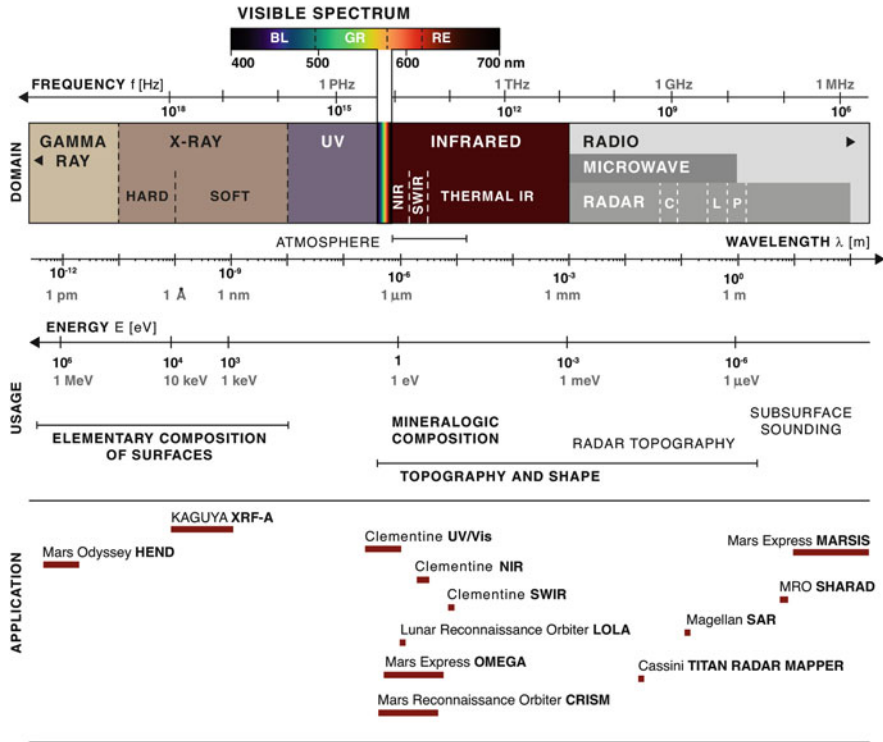 VISIBLE SPECTRUM
BL GR RE
400 500 600 700 nm
FREQUENCY f [Hz] 1 PHz 1 THz 1 GHz 1 MHz
10¹⁸ 10¹⁵ 10¹² 10⁹ 10⁶
DOMAIN
GAMMA RAY
X-RAY
HARD SOFT
UV
INFRARED
NIR SWIR THERMAL IR
RADIO
MICROWAVE
RADAR C L P
ATMOSPHERE
WAVELENGTH λ [m]
10⁻¹² 10⁻⁹ 10⁻⁶ 10⁻³ 10⁰
1 pm 1 Å 1 nm 1 µm 1 mm 1 m
ENERGY E [eV]
10⁶ 10⁴ 10³ 1 10⁻³ 10⁻⁶
1 MeV 10 keV 1 keV 1 eV 1 meV 1 µeV
USAGE
ELEMENTARY COMPOSITION
OF SURFACES
MINERALOGIC
COMPOSITION
RADAR TOPOGRAPHY
SUBSURFACE
SOUNDING
TOPOGRAPHY AND SHAPE
APPLICATION
KAGUYA XRF-A
Mars Odyssey HEND
Clementine UV/Vis
Mars Express MARSIS
Clementine NIR
Clementine SWIR
MRO SHARAD
Lunar Reconnaissance Orbiter LOLA
Magellan SAR
Mars Express OMEGA
Cassini TITAN RADAR MAPPER
Mars Reconnaissance Orbiter CRISM